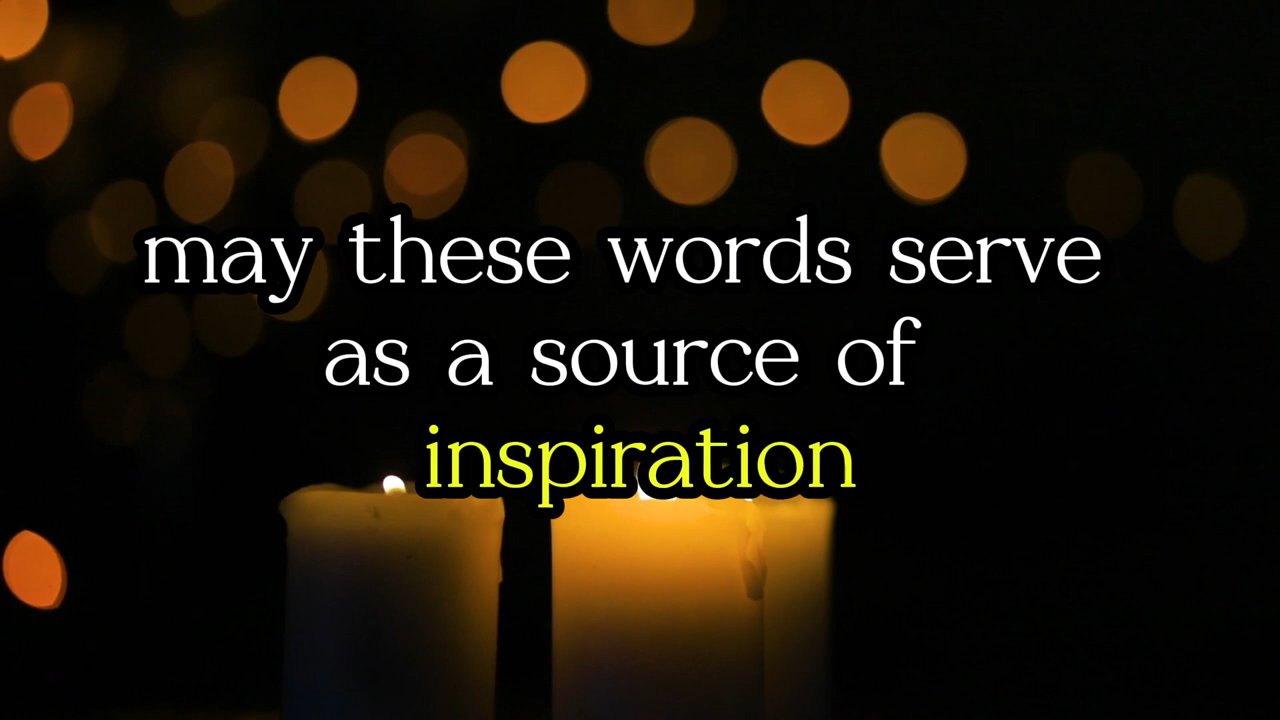 may these words serve
as a source of
inspiration